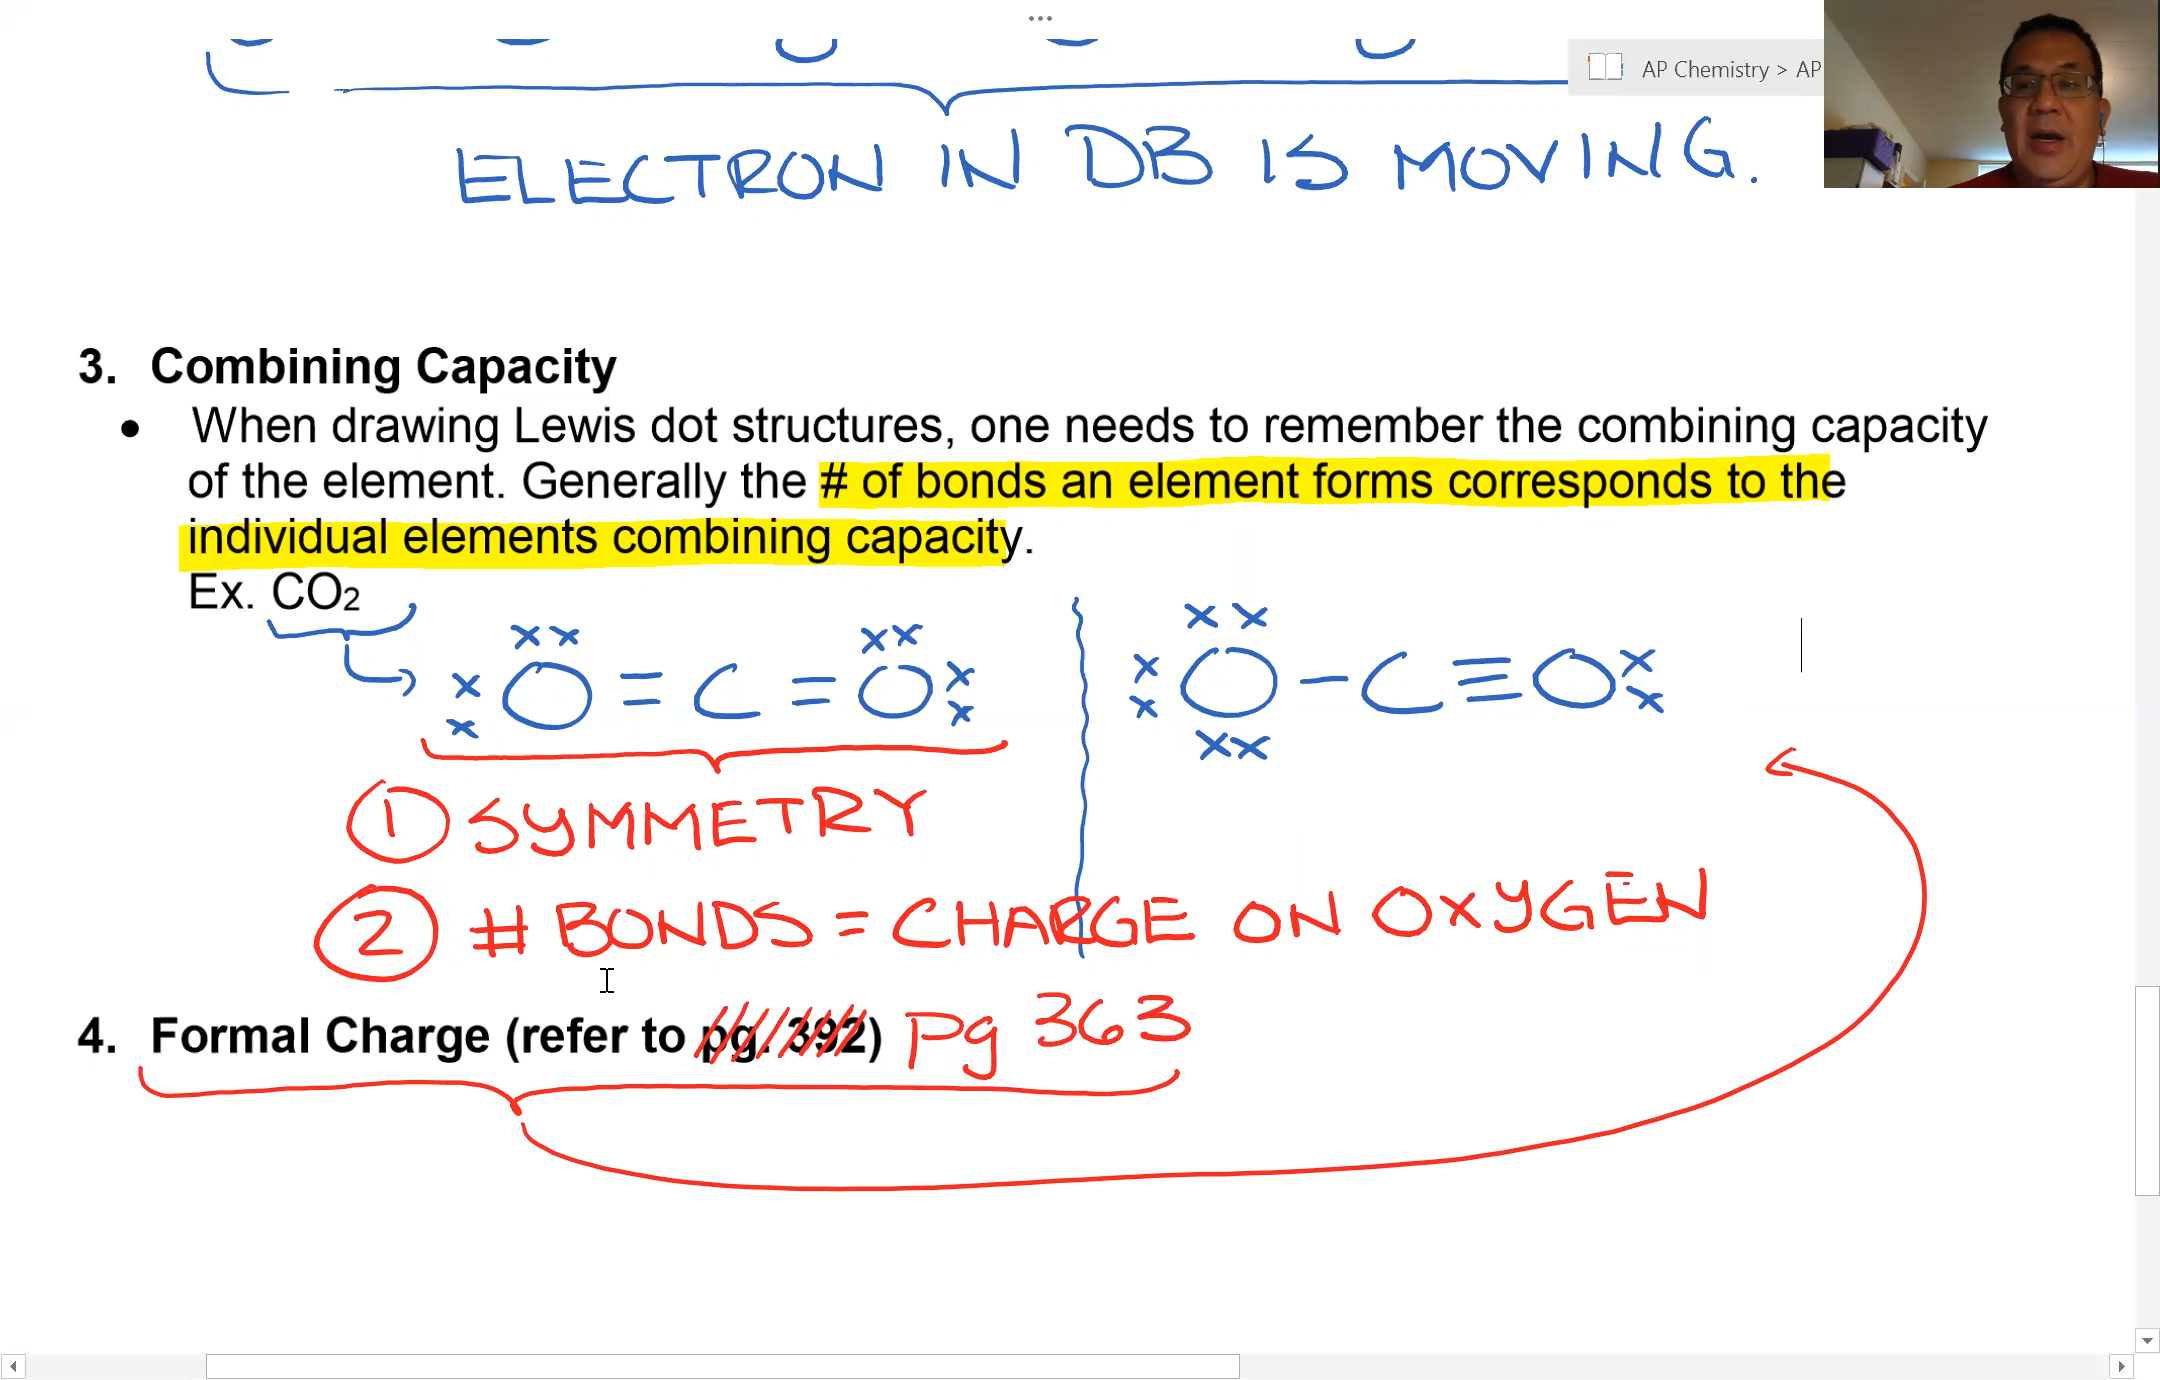 ...
AP Chemistry > AP
ELECTRON IN DB IS MOVING.
3. Combining Capacity
● When drawing Lewis dot structures, one needs to remember the combining capacity
of the element. Generally the # of bonds an element forms corresponds to the
individual elements combining capacity.
Ex. CO₂
O = C = O
O - C ≡ O
① SYMMETRY
② # BONDS = CHARGE ON OXYGEN
4. Formal Charge (refer to pg. 392) pg 363